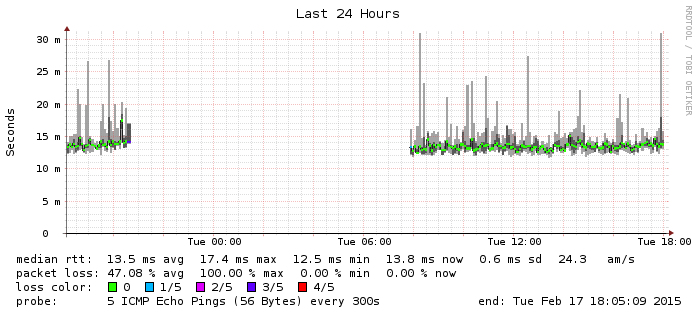 Last 24 Hours
RRDTOOL / TOBI OETIKER
Seconds
30 m
25 m
20 m
15 m
10 m
5 m
0
Tue 00:00 Tue 06:00 Tue 12:00 Tue 18:00
median rtt: 13.5 ms avg 17.4 ms max 12.5 ms min 13.8 ms now 0.6 ms sd 24.3 am/s
packet loss: 47.08 % avg 100.00 % max 0.00 % min 0.00 % now
loss color: 0 1/5 2/5 3/5 4/5
probe: 5 ICMP Echo Pings (56 Bytes) every 300s end: Tue Feb 17 18:05:09 2015